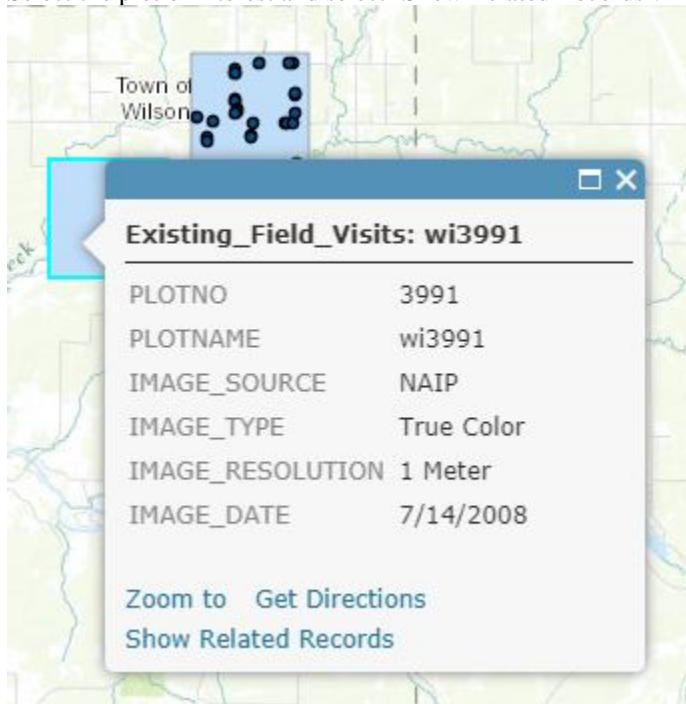 Town of
Wilson
reek
Existing_Field_Visits: wi3991
PLOTNO 3991
PLOTNAME wi3991
IMAGE_SOURCE NAIP
IMAGE_TYPE True Color
IMAGE_RESOLUTION 1 Meter
IMAGE_DATE 7/14/2008
Zoom to Get Directions
Show Related Records